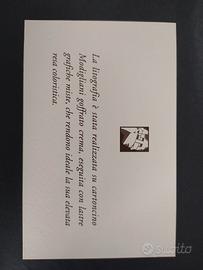 La litografia è stata realizzata su cartoncino
Modigliani goffrato crema, eseguita con lastre
grafiche miste, che rendono ideale la sua elevata
resa coloristica.
Subito